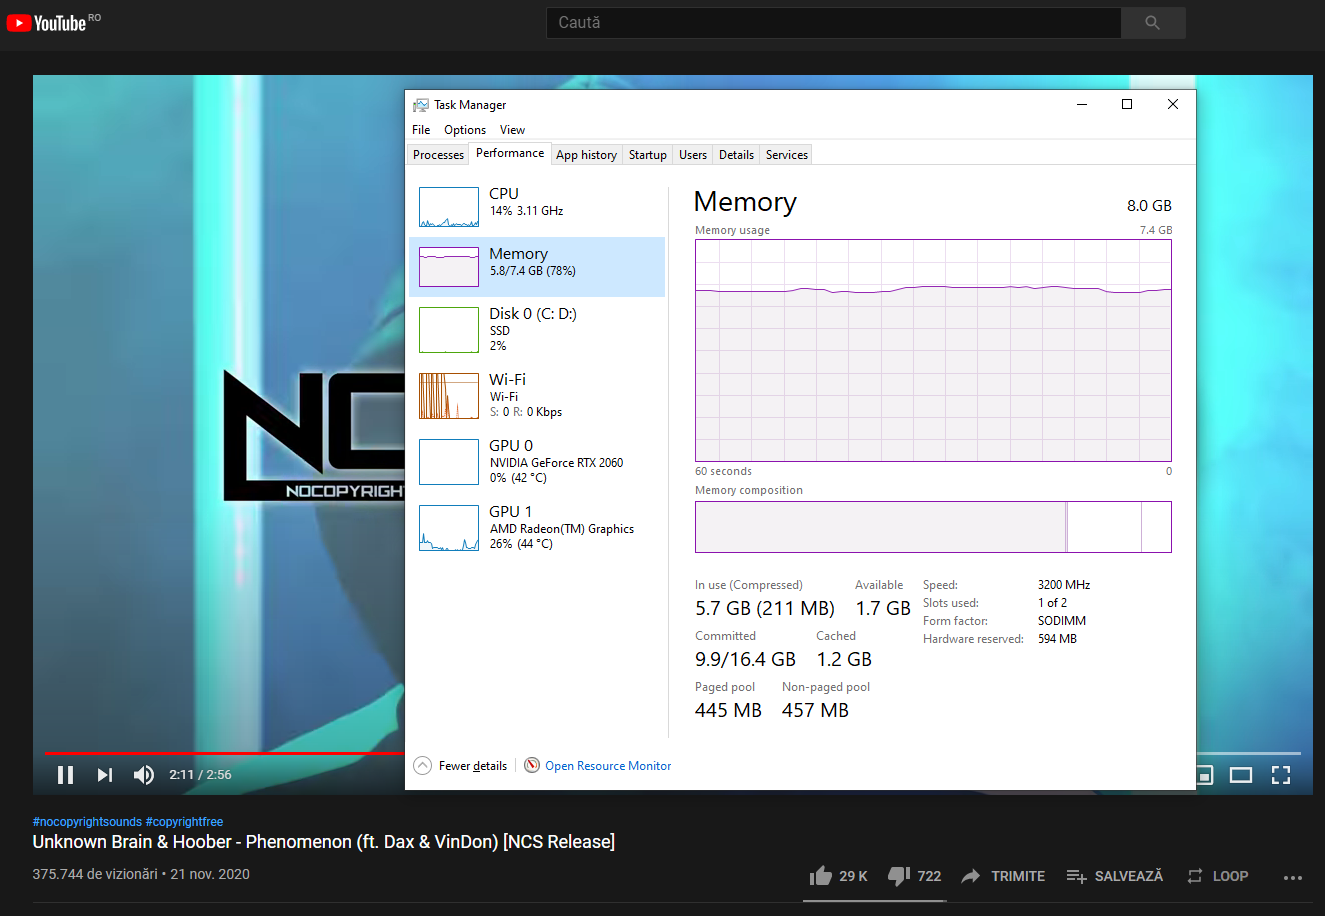 YouTube RO
Caută
Task Manager
File Options View
Processes Performance App history Startup Users Details Services
CPU
14% 3.11 GHz
Memory
5.8/7.4 GB (78%)
Disk 0 (C: D:)
SSD
2%
Wi-Fi
Wi-Fi
S: 0 R: 0 Kbps
GPU 0
NVIDIA GeForce RTX 2060
0% (42 °C)
GPU 1
AMD Radeon(TM) Graphics
26% (44 °C)
Memory 8.0 GB
Memory usage 7.4 GB
60 seconds 0
Memory composition
In use (Compressed) Available
5.7 GB (211 MB) 1.7 GB
Committed Cached
9.9/16.4 GB 1.2 GB
Paged pool Non-paged pool
445 MB 457 MB
Speed: 3200 MHz
Slots used: 1 of 2
Form factor: SODIMM
Hardware reserved: 594 MB
Fewer details Open Resource Monitor
NC
NOCOPYRIGHT
2:11 / 2:56
#nocopyrightsounds #copyrightfree
Unknown Brain & Hoober - Phenomenon (ft. Dax & VinDon) [NCS Release]
375.744 de vizionări • 21 nov. 2020
29 K 722 TRIMITE SALVEAZĂ LOOP